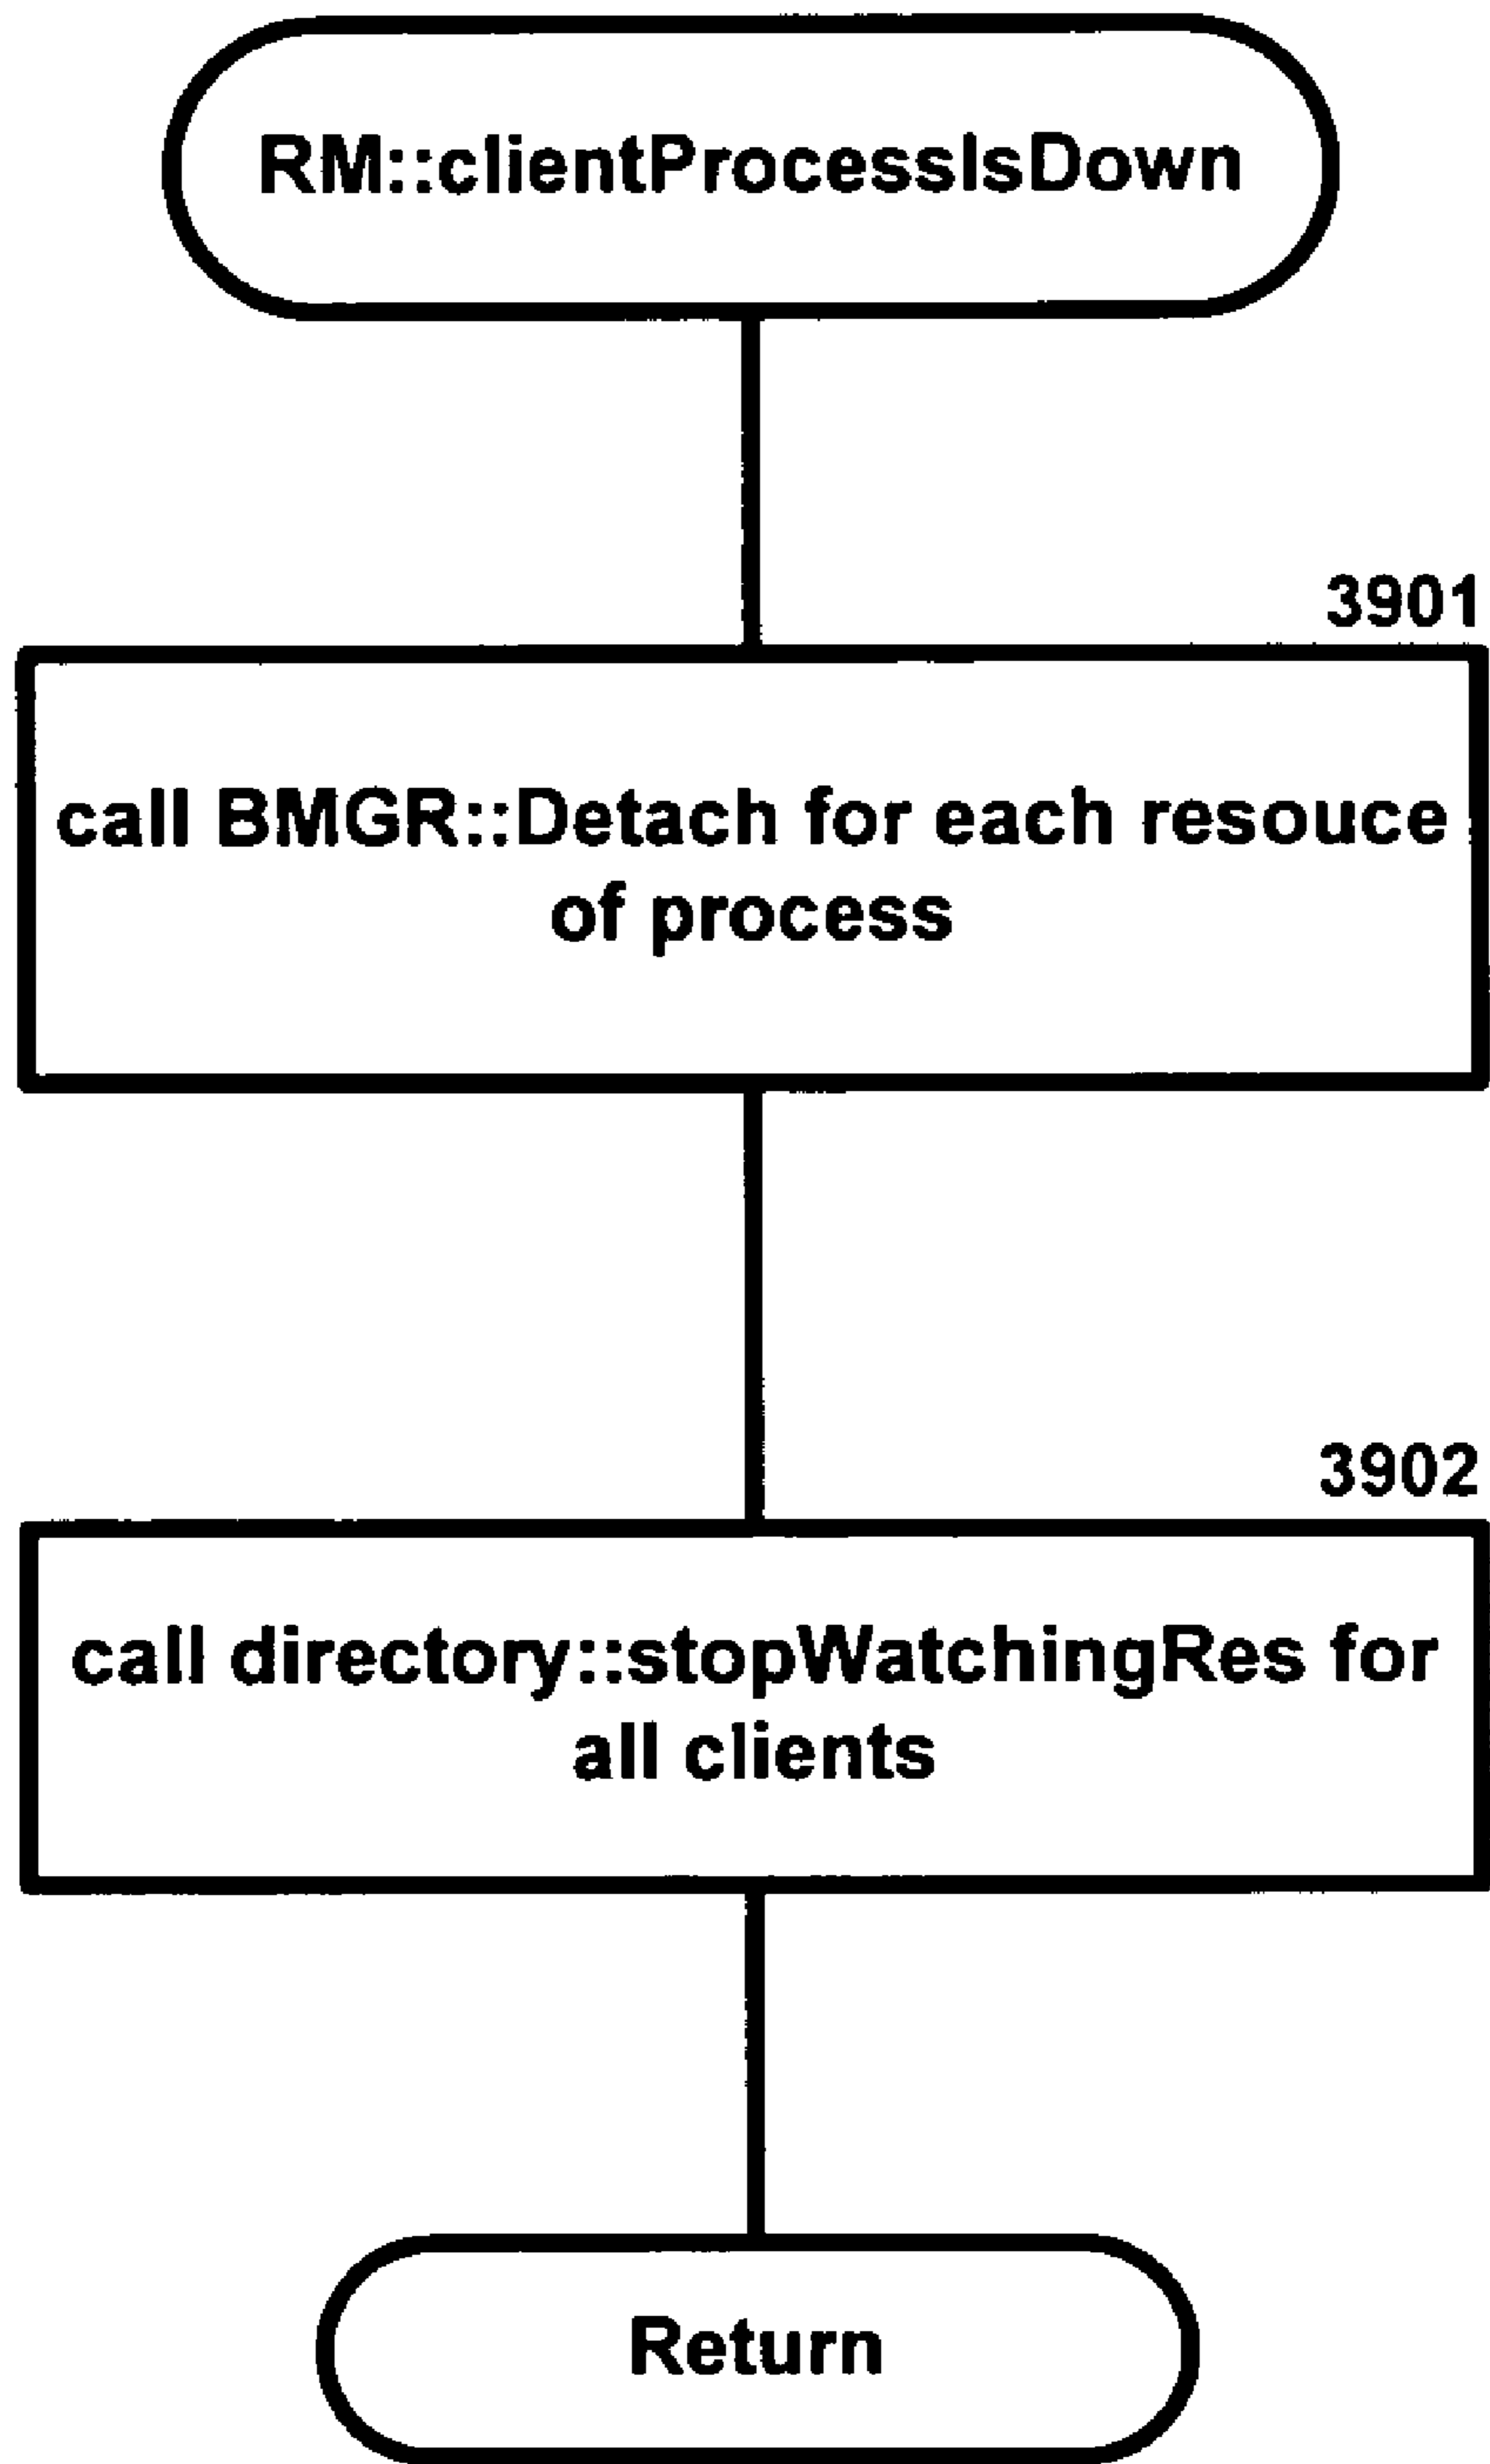 RM::clientProcessIsDown
3901
call BMGR::Detach for each resouce
of process
3902
call directory::stopWatchingRes for
all clients
Return